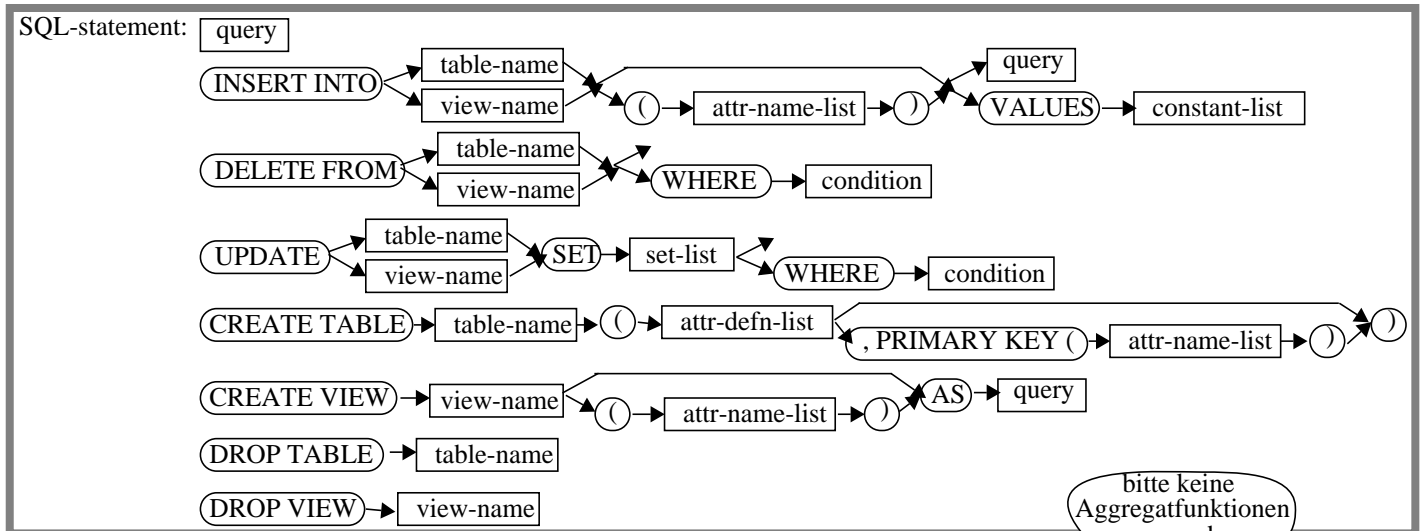 SQL-statement: query
INSERT INTO table-name view-name ( attr-name-list ) query VALUES constant-list
DELETE FROM table-name view-name WHERE condition
UPDATE table-name view-name SET set-list WHERE condition
CREATE TABLE table-name ( attr-defn-list , PRIMARY KEY ( attr-name-list ) )
CREATE VIEW view-name ( attr-name-list ) AS query
DROP TABLE table-name
DROP VIEW view-name
bitte keine
Aggregatfunktionen